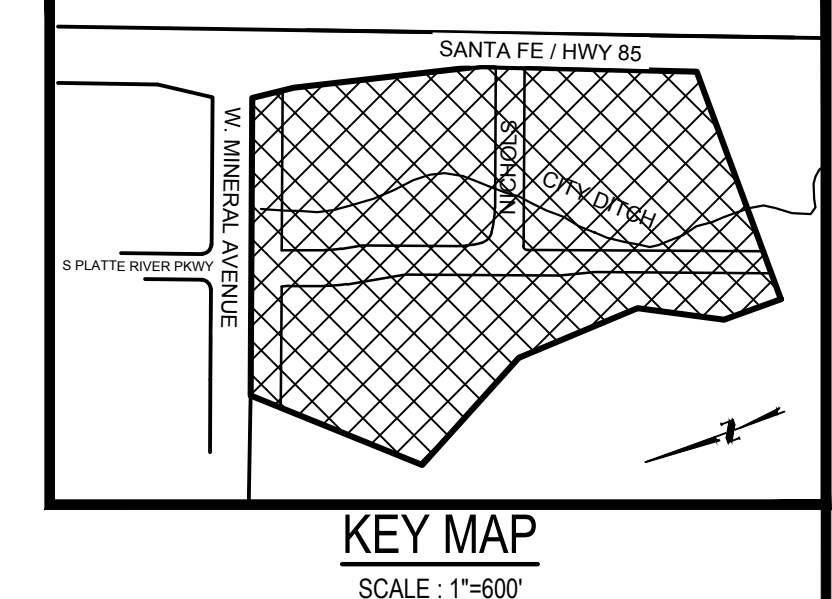 SANTA FE / HWY 85
W. MINERAL AVENUE
NICHOLS
CITY DITCH
S PLATTE RIVER PKWY
N
KEY MAP
SCALE : 1"=600'